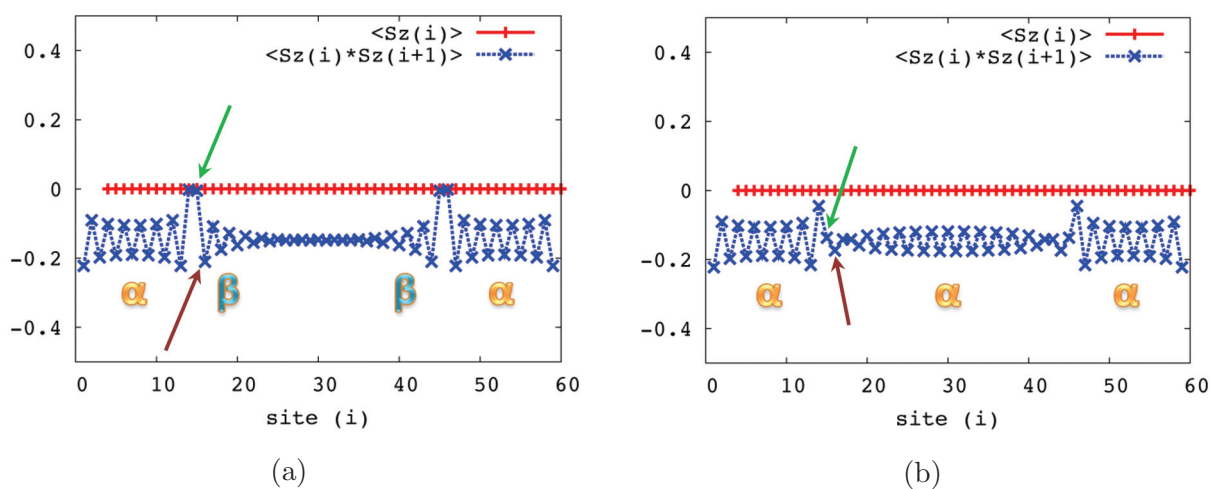 <Sz(i)>
<Sz(i)*Sz(i+1)>
0.4
0.2
0
-0.2
-0.4
α β β α
0 10 20 30 40 50 60
site (i)
(a)
<Sz(i)>
<Sz(i)*Sz(i+1)>
0.4
0.2
0
-0.2
-0.4
α α α
0 10 20 30 40 50 60
site (i)
(b)